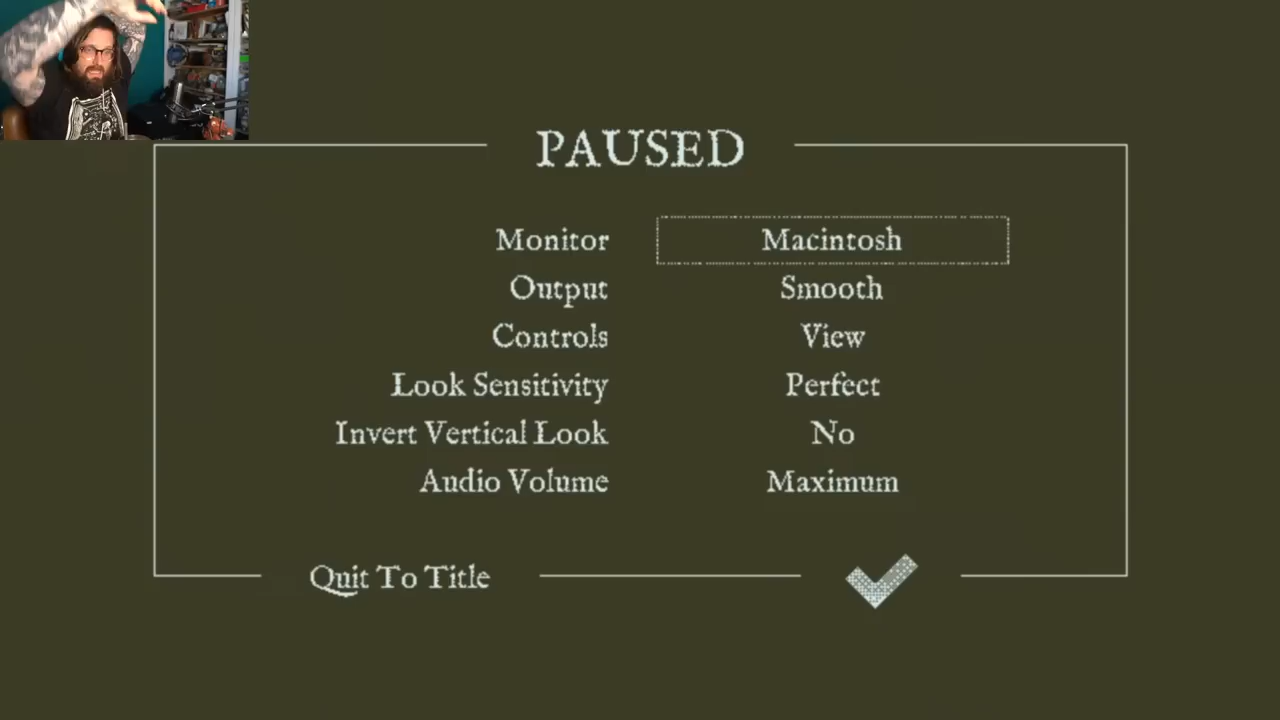 PAUSED
Monitor Macintosh
Output Smooth
Controls View
Look Sensitivity Perfect
Invert Vertical Look No
Audio Volume Maximum
Quit To Title